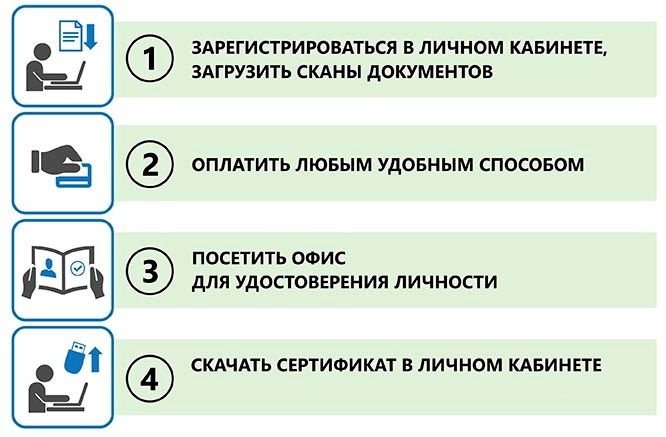 1
ЗАРЕГИСТРИРОВАТЬСЯ В ЛИЧНОМ КАБИНЕТЕ,
ЗАГРУЗИТЬ СКАНЫ ДОКУМЕНТОВ
2
ОПЛАТИТЬ ЛЮБЫМ УДОБНЫМ СПОСОБОМ
3
ПОСЕТИТЬ ОФИС
ДЛЯ УДОСТОВЕРЕНИЯ ЛИЧНОСТИ
4
СКАЧАТЬ СЕРТИФИКАТ В ЛИЧНОМ КАБИНЕТЕ